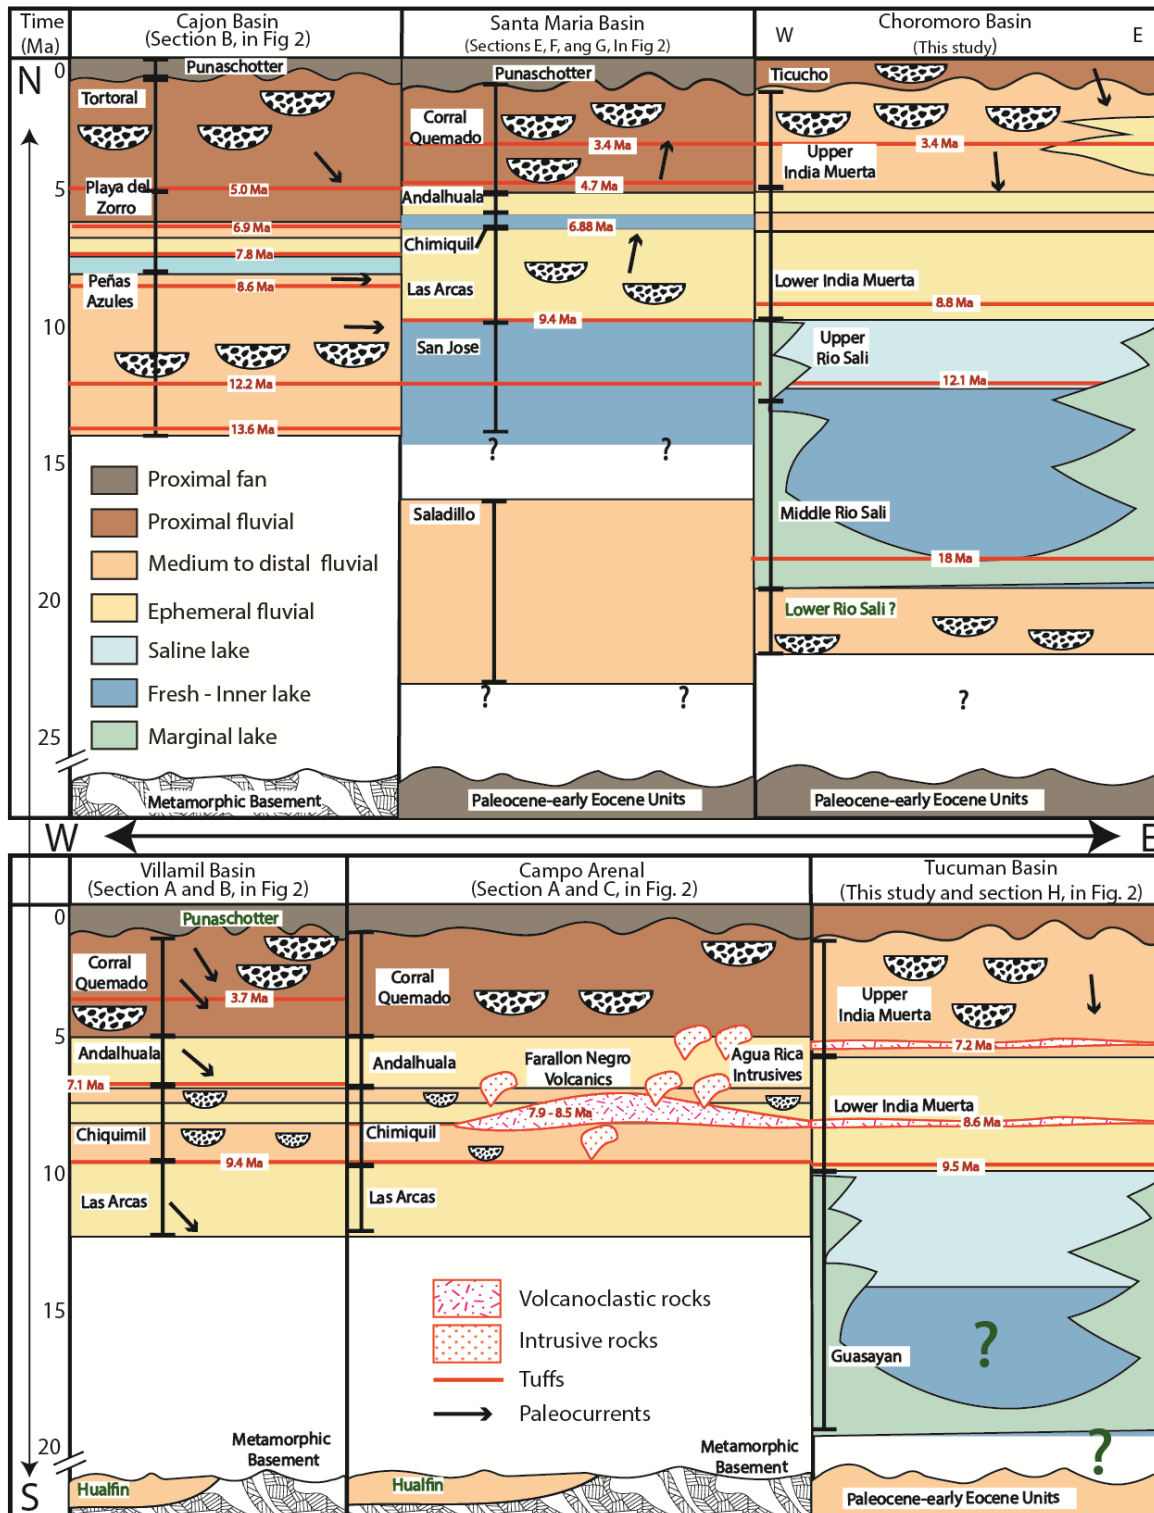 Time
(Ma)
Cajon Basin
(Section B, in Fig 2)
Santa Maria Basin
(Sections E, F, ang G, In Fig 2)
Choromoro Basin
(This study)
W
E
N
0
5
10
15
20
25
Punaschotter
Tortoral
Playa del
Zorro
5.0 Ma
6.9 Ma
7.8 Ma
Peñas
Azules
8.6 Ma
12.2 Ma
13.6 Ma
Proximal fan
Proximal fluvial
Medium to distal fluvial
Ephemeral fluvial
Saline lake
Fresh - Inner lake
Marginal lake
Metamorphic Basement
Punaschotter
Corral
Quemado
3.4 Ma
4.7 Ma
Andalhuala
Chimiquil
6.88 Ma
Las Arcas
9.4 Ma
San Jose
?
?
Saladillo
?
?
Paleocene-early Eocene Units
Ticucho
3.4 Ma
Upper
India Muerta
Lower India Muerta
8.8 Ma
Upper
Rio Sali
12.1 Ma
Middle Rio Sali
18 Ma
Lower Rio Sali ?
?
Paleocene-early Eocene Units
W
E
Villamil Basin
(Section A and B, in Fig 2)
Campo Arenal
(Section A and C, in Fig. 2)
Tucuman Basin
(This study and section H, in Fig. 2)
0
5
10
15
20
S
Punaschotter
Corral
Quemado
3.7 Ma
Andalhuala
7.1 Ma
Chiquimil
9.4 Ma
Las Arcas
Metamorphic
Basement
Hualfin
Corral
Quemado
Andalhuala
Farallon Negro
Volcanics
Agua Rica
Intrusives
7.9 - 8.5 Ma
Chimiquil
Las Arcas
Volcanoclastic rocks
Intrusive rocks
Tuffs
Paleocurrents
Metamorphic
Basement
Hualfin
Upper
India Muerta
7.2 Ma
Lower India Muerta
8.6 Ma
9.5 Ma
?
Guasayan
?
Paleocene-early Eocene Units